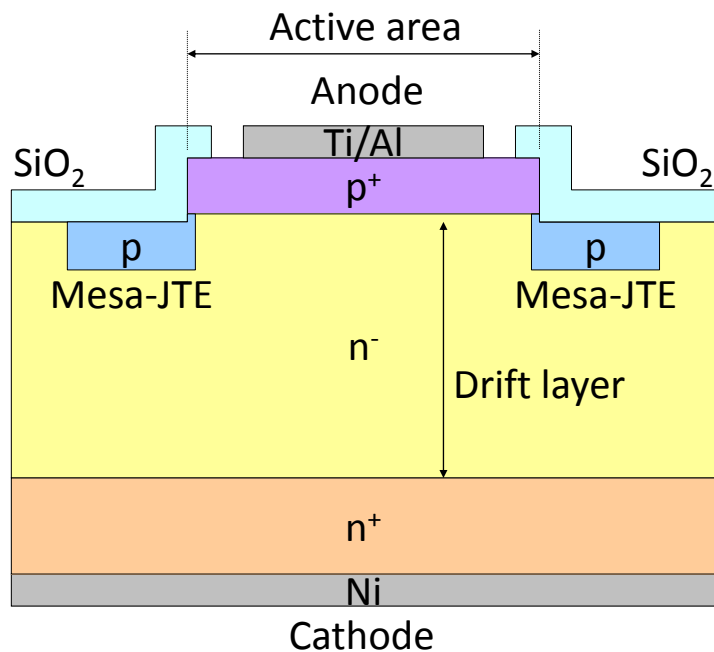 Active area
Anode
Ti/Al
SiO₂
SiO₂
p⁺
p
p
Mesa-JTE
Mesa-JTE
n⁻
Drift layer
n⁺
Ni
Cathode